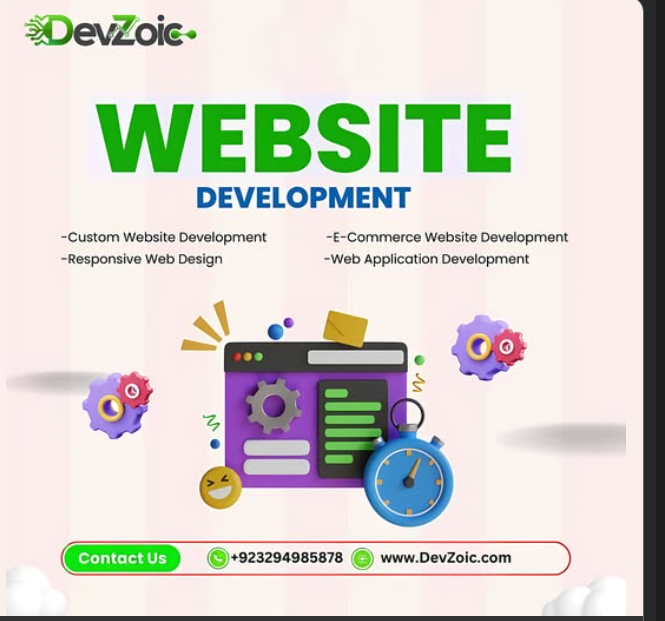 DevZoic
WEBSITE
DEVELOPMENT
-Custom Website Development
-E-Commerce Website Development
-Responsive Web Design
-Web Application Development
Contact Us
+923294985878
www.DevZoic.com